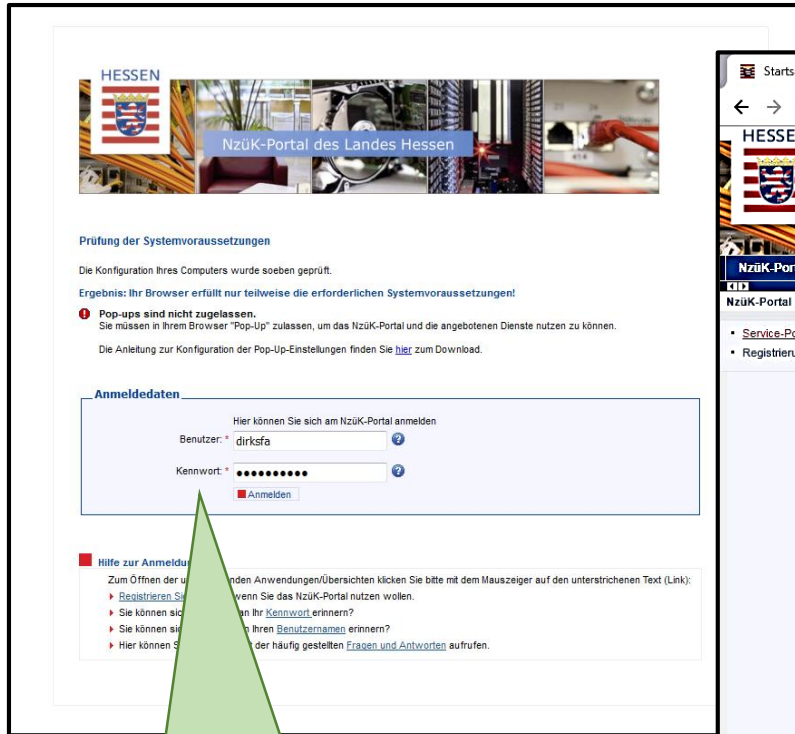 HESSEN
NzüK-Portal des Landes Hessen
Prüfung der Systemvoraussetzungen
Die Konfiguration Ihres Computers wurde soeben geprüft.
Ergebnis: Ihr Browser erfüllt nur teilweise die erforderlichen Systemvoraussetzungen!
Pop-ups sind nicht zugelassen.
Sie müssen in Ihrem Browser "Pop-Up" zulassen, um das NzüK-Portal und die angebotenen Dienste nutzen zu können.
Die Anleitung zur Konfiguration der Pop-Up-Einstellungen finden Sie hier zum Download.
Anmeldedaten
Hier können Sie sich am NzüK-Portal anmelden
Benutzer: * dirksfa
Kennwort: * ●●●●●●●●●●
Anmelden
Hilfe zur Anmeldu
Zum Öffnen der u nden Anwendungen/Übersichten klicken Sie bitte mit dem Mauszeiger auf den unterstrichenen Text (Link):
Registrieren Sie wenn Sie das NzüK-Portal nutzen wollen.
Sie können sic an Ihr Kennwort erinnern?
Sie können sic n Ihren Benutzernamen erinnern?
Hier können S der häufig gestellten Fragen und Antworten aufrufen.
Starts
HESSE
NzüK-Por
NzüK-Portal
Service-Po
Registrieru